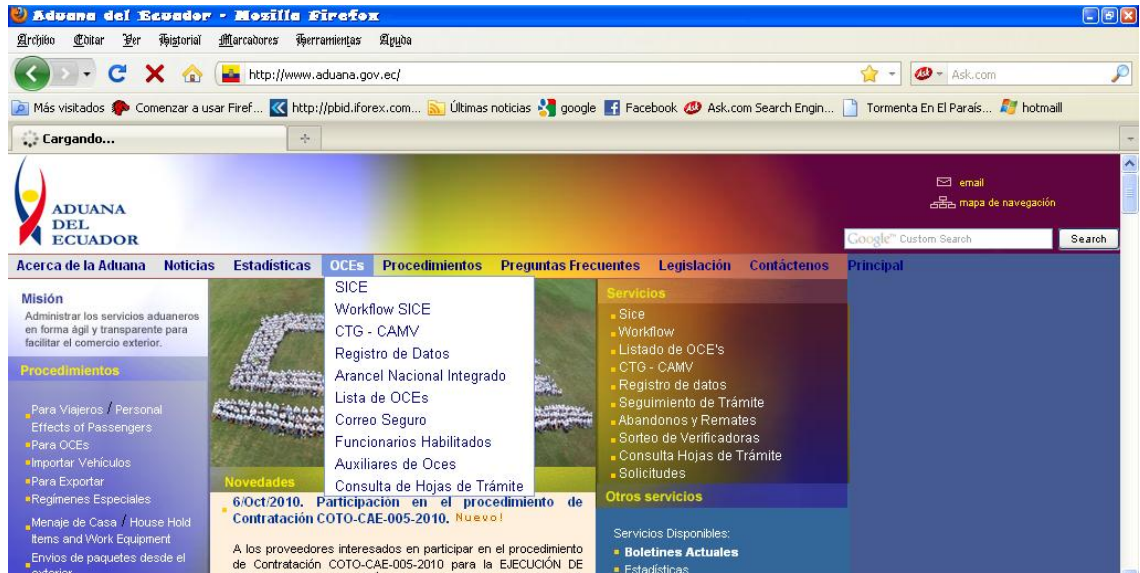 Aduana del Ecuador - Mozilla Firefox
Archivo Editar Ver Historial Marcadores Herramientas Ayuda
http://www.aduana.gov.ec/
Ask.com
Más visitados Comenzar a usar Firef... http://pbid.iforex.com... Últimas noticias google Facebook Ask.com Search Engin... Tormenta En El Paraís... hotmaill
Cargando...
email
mapa de navegación
ADUANA
DEL
ECUADOR
Google™ Custom Search Search
Acerca de la Aduana Noticias Estadísticas OCEs Procedimientos Preguntas Frecuentes Legislación Contáctenos Principal
Misión
Administrar los servicios aduaneros
en forma ágil y transparente para
facilitar el comercio exterior.
Procedimientos
Para Viajeros / Personal
Effects of Passengers
Para OCEs
Importar Vehículos
Para Exportar
Regímenes Especiales
Menaje de Casa / House Hold
Items and Work Equipment
Envios de paquetes desde el
exterior
SICE
Workflow SICE
CTG - CAMV
Registro de Datos
Arancel Nacional Integrado
Lista de OCEs
Correo Seguro
Funcionarios Habilitados
Auxiliares de Oces
Consulta de Hojas de Trámite
Novedades
6/Oct/2010. Participación en el procedimiento de
Contratación COTO-CAE-005-2010. Nuevo!
A los proveedores interesados en participar en el procedimiento
de Contratación COTO-CAE-005-2010 para la EJECUCIÓN DE
Servicios
Sice
Workflow
Listado de OCE's
CTG - CAMV
Registro de datos
Seguimiento de Trámite
Abandonos y Remates
Sorteo de Verificadoras
Consulta Hojas de Trámite
Solicitudes
Otros servicios
Servicios Disponibles:
Boletines Actuales
Estadísticas